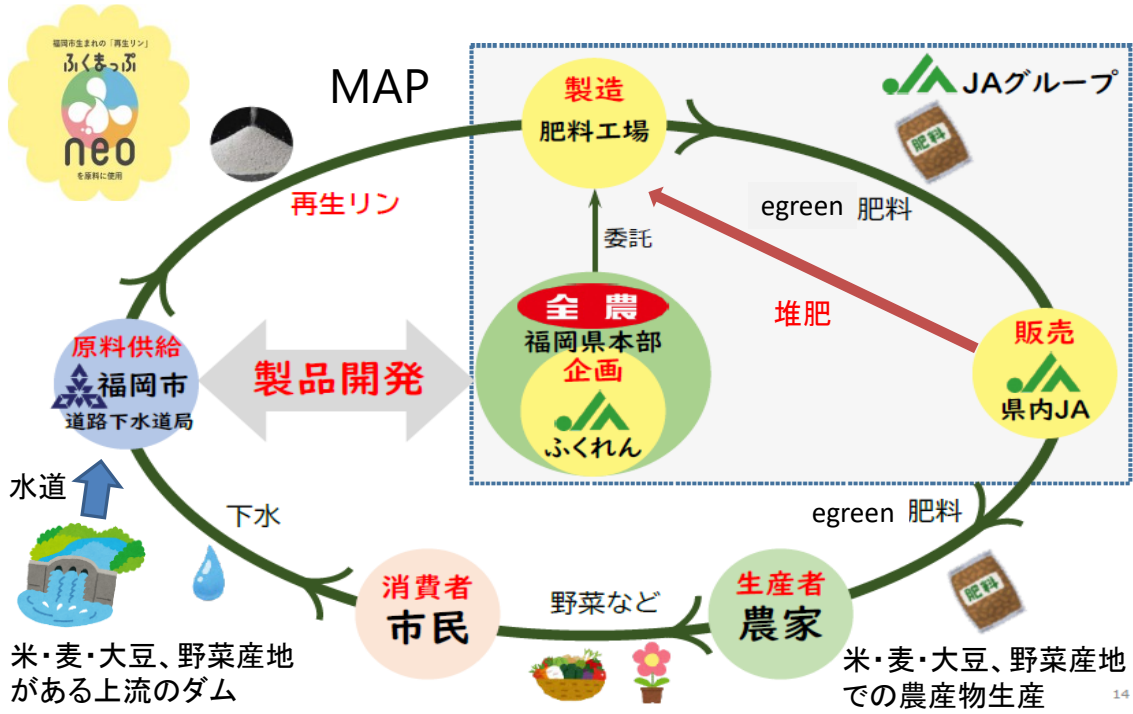 福岡市生まれの「再生リン」
ふくまっぷ
neo
を原料に使用
MAP
製造
肥料工場
JAグループ
肥料
再生リン
egreen 肥料
委託
堆肥
全農
福岡県本部
企画
ふくれん
原料供給
福岡市
道路下水道局
製品開発
販売
県内JA
水道
下水
egreen 肥料
消費者
市民
野菜など
生産者
農家
肥料
米・麦・大豆、野菜産地
がある上流のダム
米・麦・大豆、野菜産地
での農産物生産
14